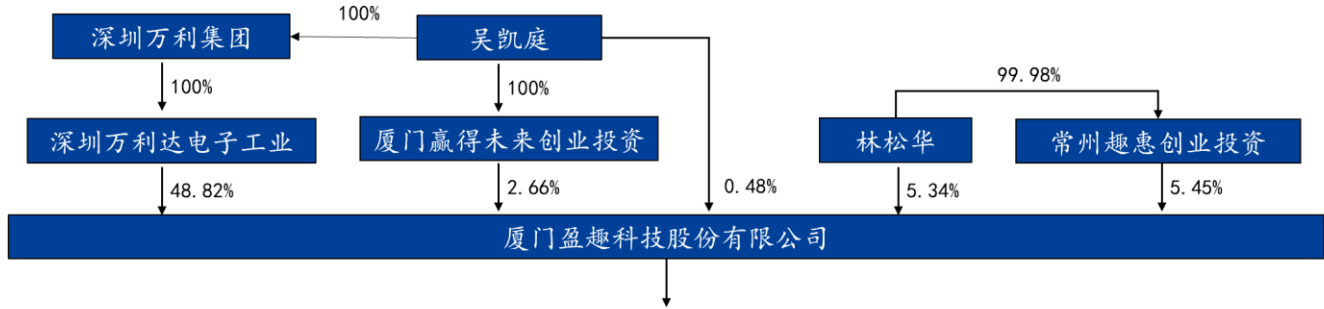 100%
深圳万利集团
吴凯庭
100%
100%
99.98%
深圳万利达电子工业
厦门赢得未来创业投资
林松华
常州趣惠创业投资
48.82%
2.66%
0.48%
5.34%
5.45%
厦门盈趣科技股份有限公司